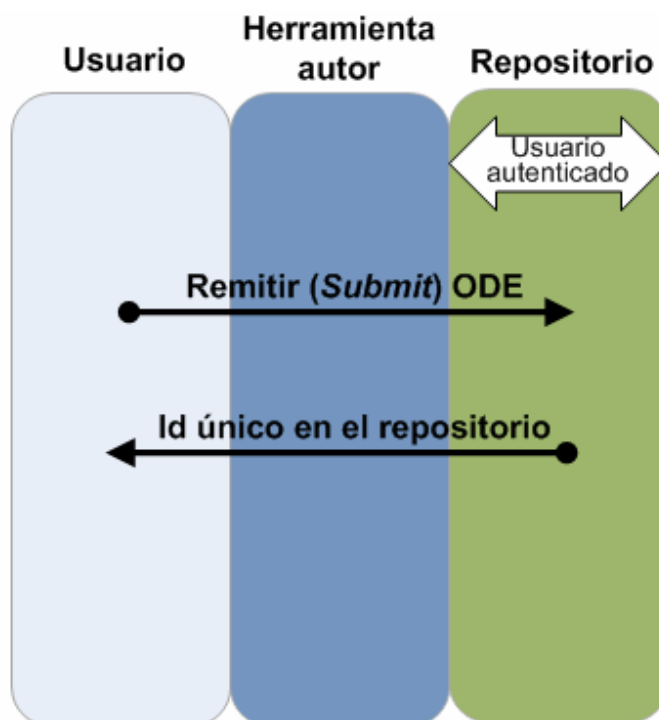 Usuario
Herramienta
autor
Repositorio
Usuario
autenticado
Remitir (Submit) ODE
Id único en el repositorio